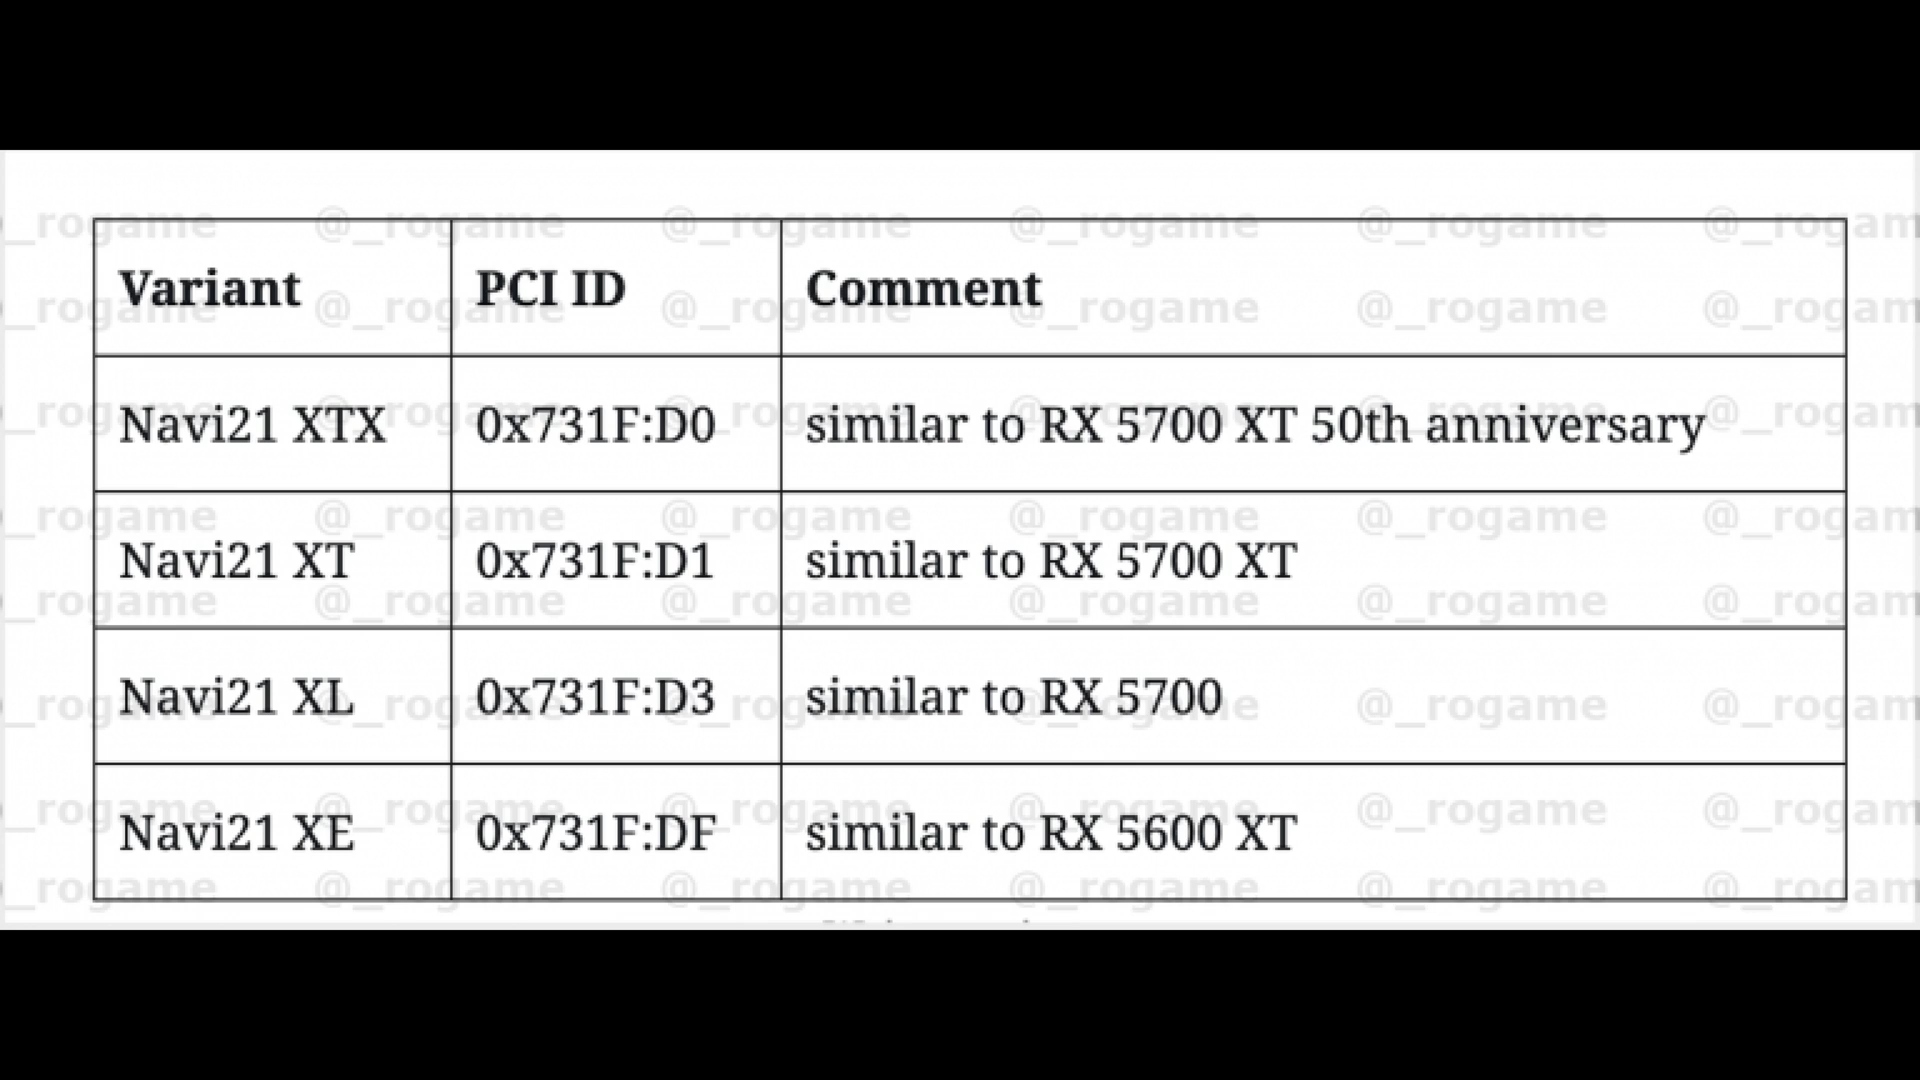 @_rogame
Variant PCI ID Comment
Navi21 XTX 0x731F:D0 similar to RX 5700 XT 50th anniversary
Navi21 XT 0x731F:D1 similar to RX 5700 XT
Navi21 XL 0x731F:D3 similar to RX 5700
Navi21 XE 0x731F:DF similar to RX 5600 XT